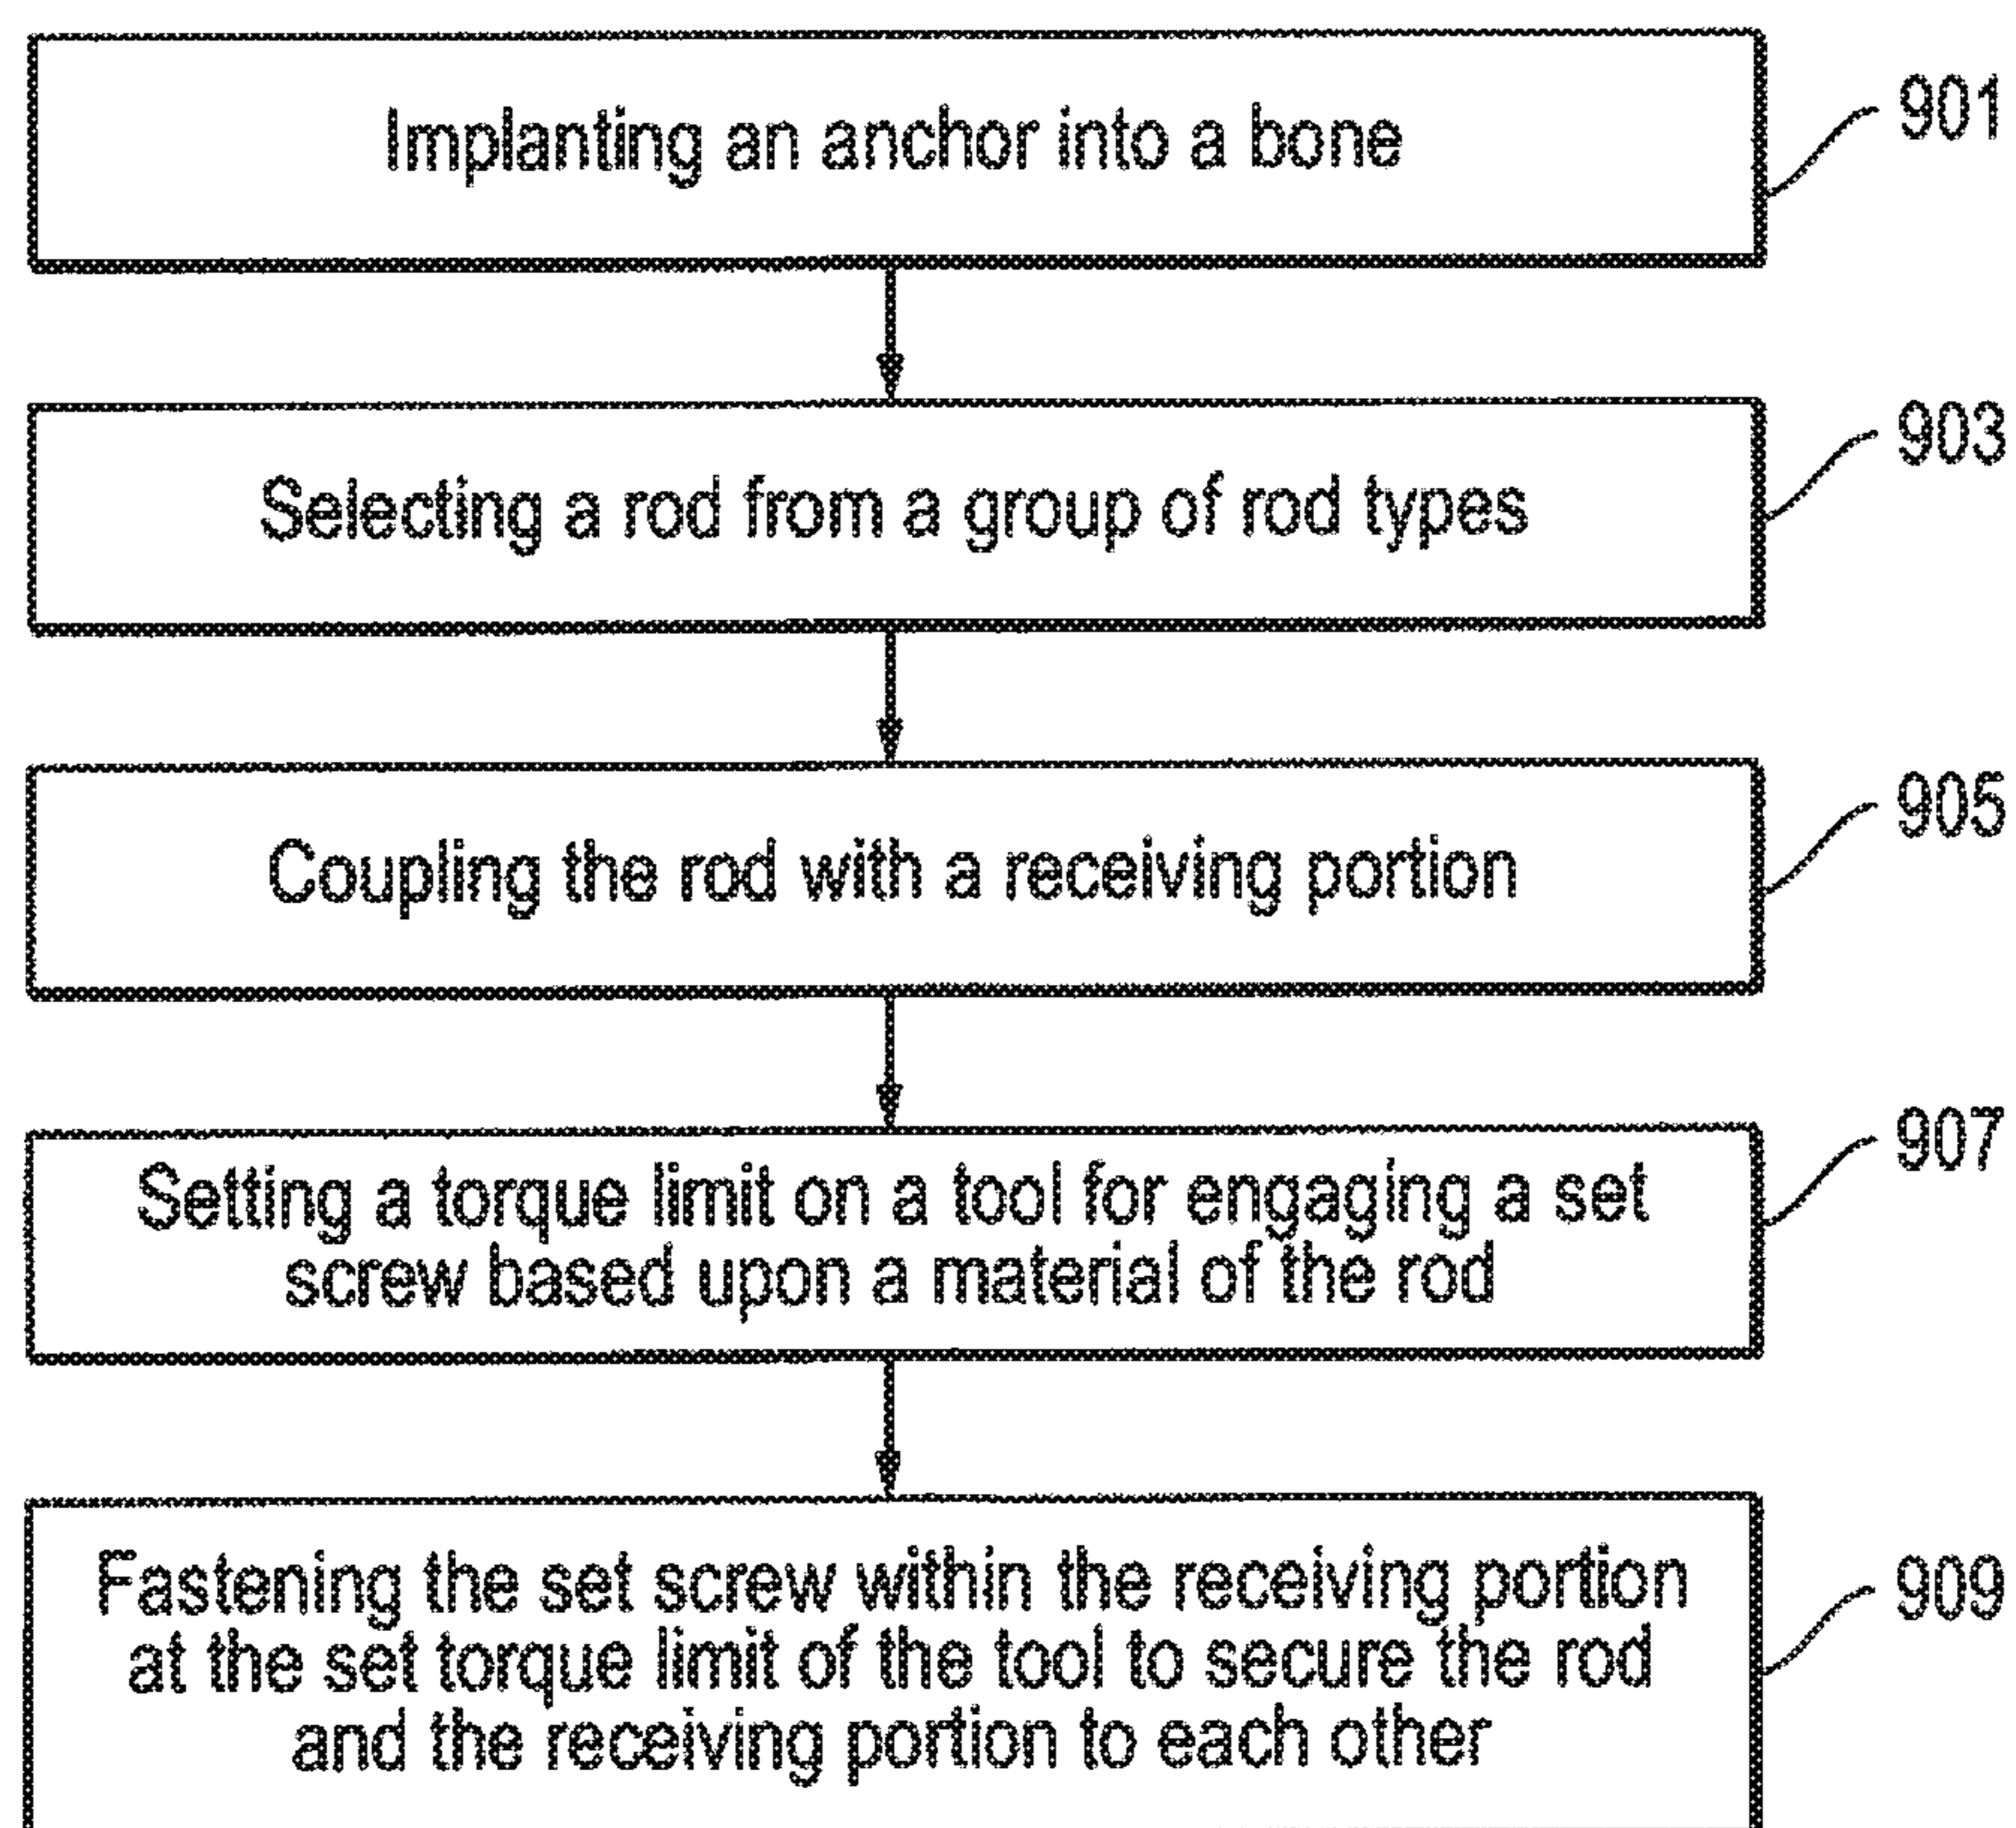 Implanting an anchor into a bone
901
Selecting a rod from a group of rod types
903
Coupling the rod with a receiving portion
905
Setting a torque limit on a tool for engaging a set
screw based upon a material of the rod
907
Fastening the set screw within the receiving portion
at the set torque limit of the tool to secure the rod
and the receiving portion to each other
909